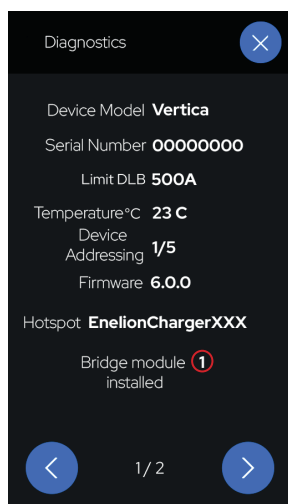 Diagnostics
Device Model Vertica
Serial Number 00000000
Limit DLB 500A
Temperature°C 23 C
Device
Addressing 1/5
Firmware 6.0.0
Hotspot EnelionChargerXXX
Bridge module 1
installed
1/2